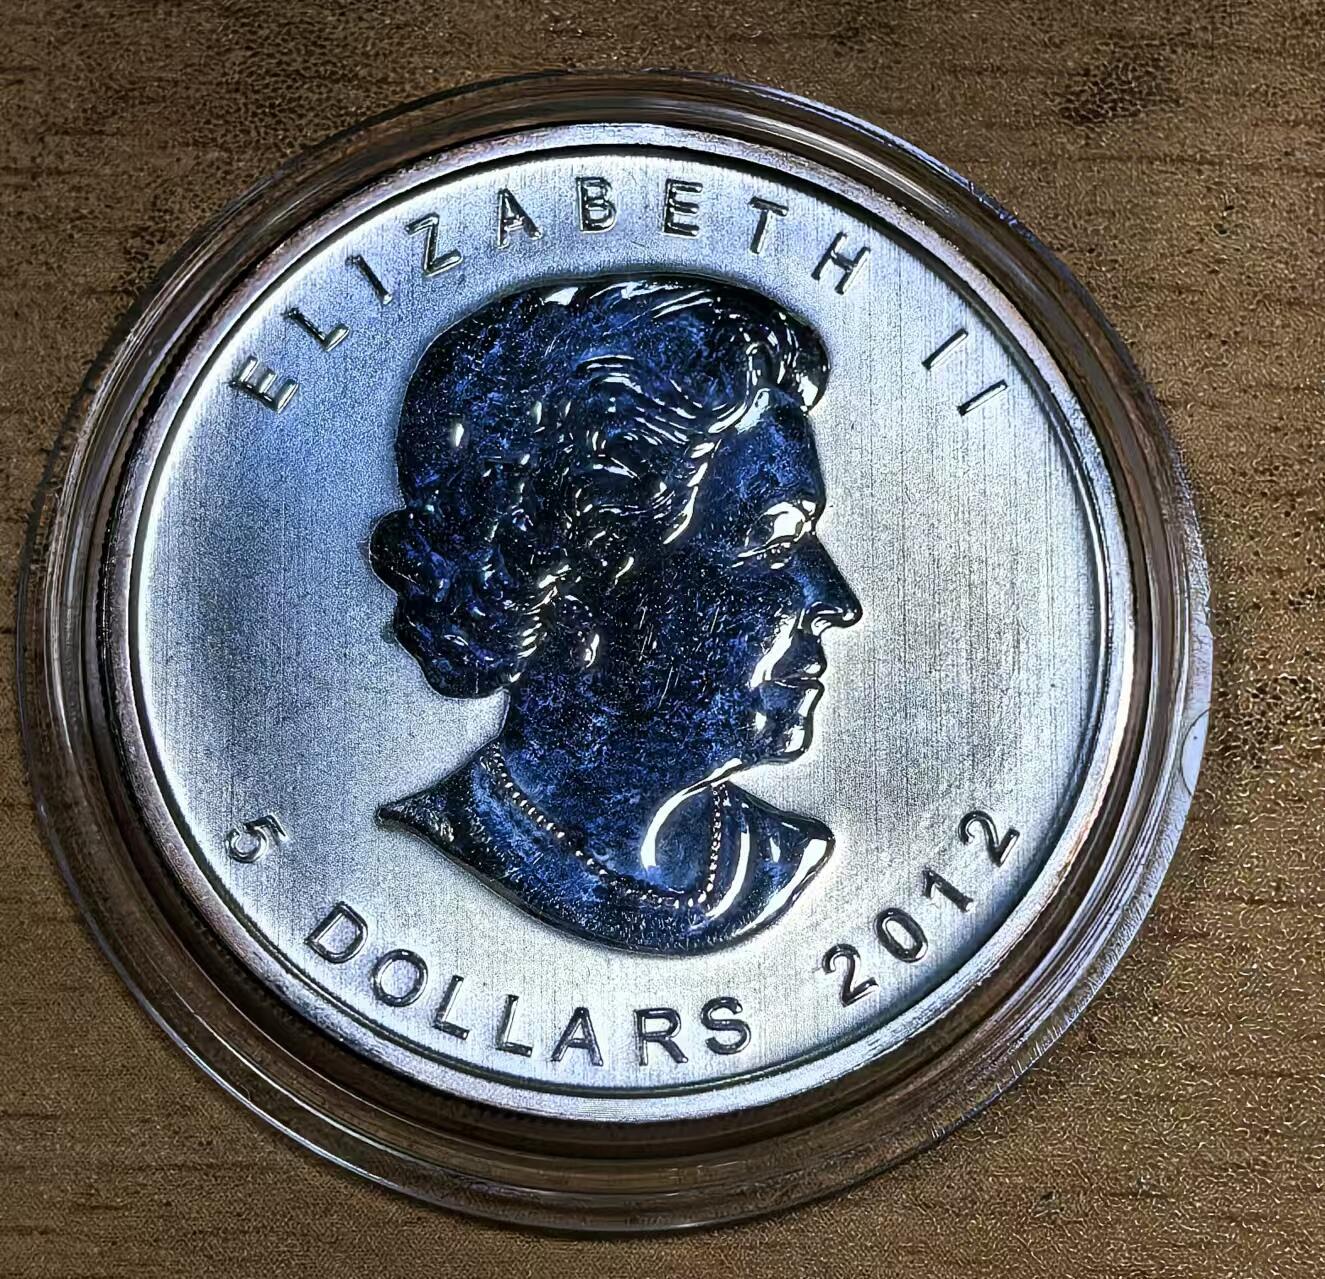 ELIZABETH II
5 DOLLARS 2012